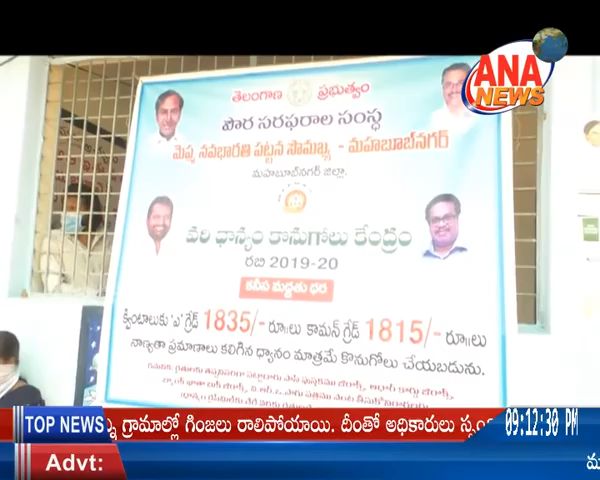 ANA
NEWS
తెలంగాణ ప్రభుత్వం
పౌర సరఫరాల సంస్థ
మెప్మ నవభారతి పట్టన సొమఖ్య - మహబూబ్‌నగర్
మహబూబ్‌నగర్ జిల్లా.
వరి ధాన్యం కొనుగోలు కేంద్రం
రబి 2019-20
కనీస మద్దతు ధర
క్వింటాలుకు 'ఎ' గ్రేడ్ 1835/- రూ॥లు కామన్ గ్రేడ్ 1815/- రూ॥లు
నాణ్యతా ప్రమాణాలు కలిగిన ధ్యానం మాత్రమే కొనుగోలు చేయబడును.
TOP NEWS గ్రామాల్లో గింజలు రాలిపోయాయి. దీంతో అధికారులు
09:12:30 PM
Advt: